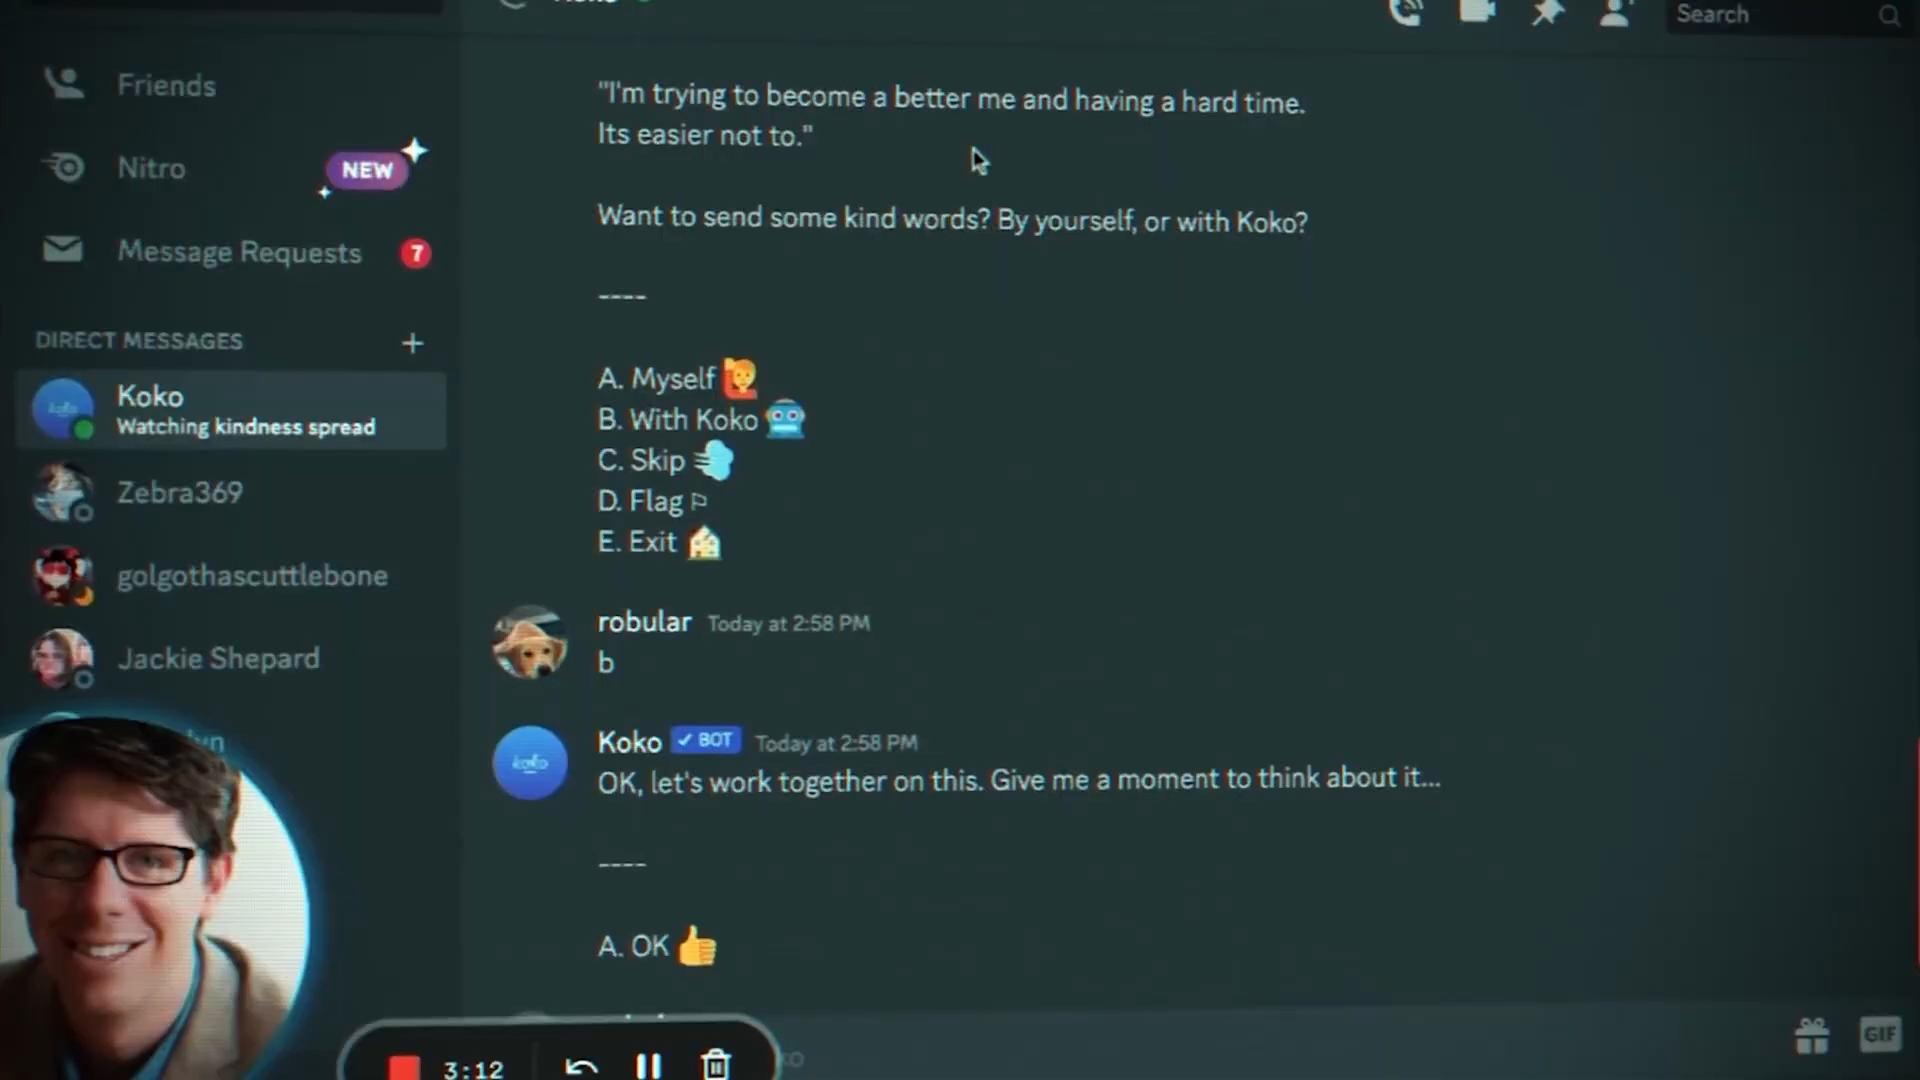 Search
Friends
Nitro
NEW
Message Requests
7
DIRECT MESSAGES
+
Koko
Watching kindness spread
Zebra369
golgothascuttlebone
Jackie Shepard
"I'm trying to become a better me and having a hard time.
Its easier not to."
Want to send some kind words? By yourself, or with Koko?
----
A. Myself
B. With Koko
C. Skip
D. Flag
E. Exit
robular Today at 2:58 PM
b
koko
Koko ✓ BOT Today at 2:58 PM
OK, let's work together on this. Give me a moment to think about it...
----
A. OK
3:12
GIF